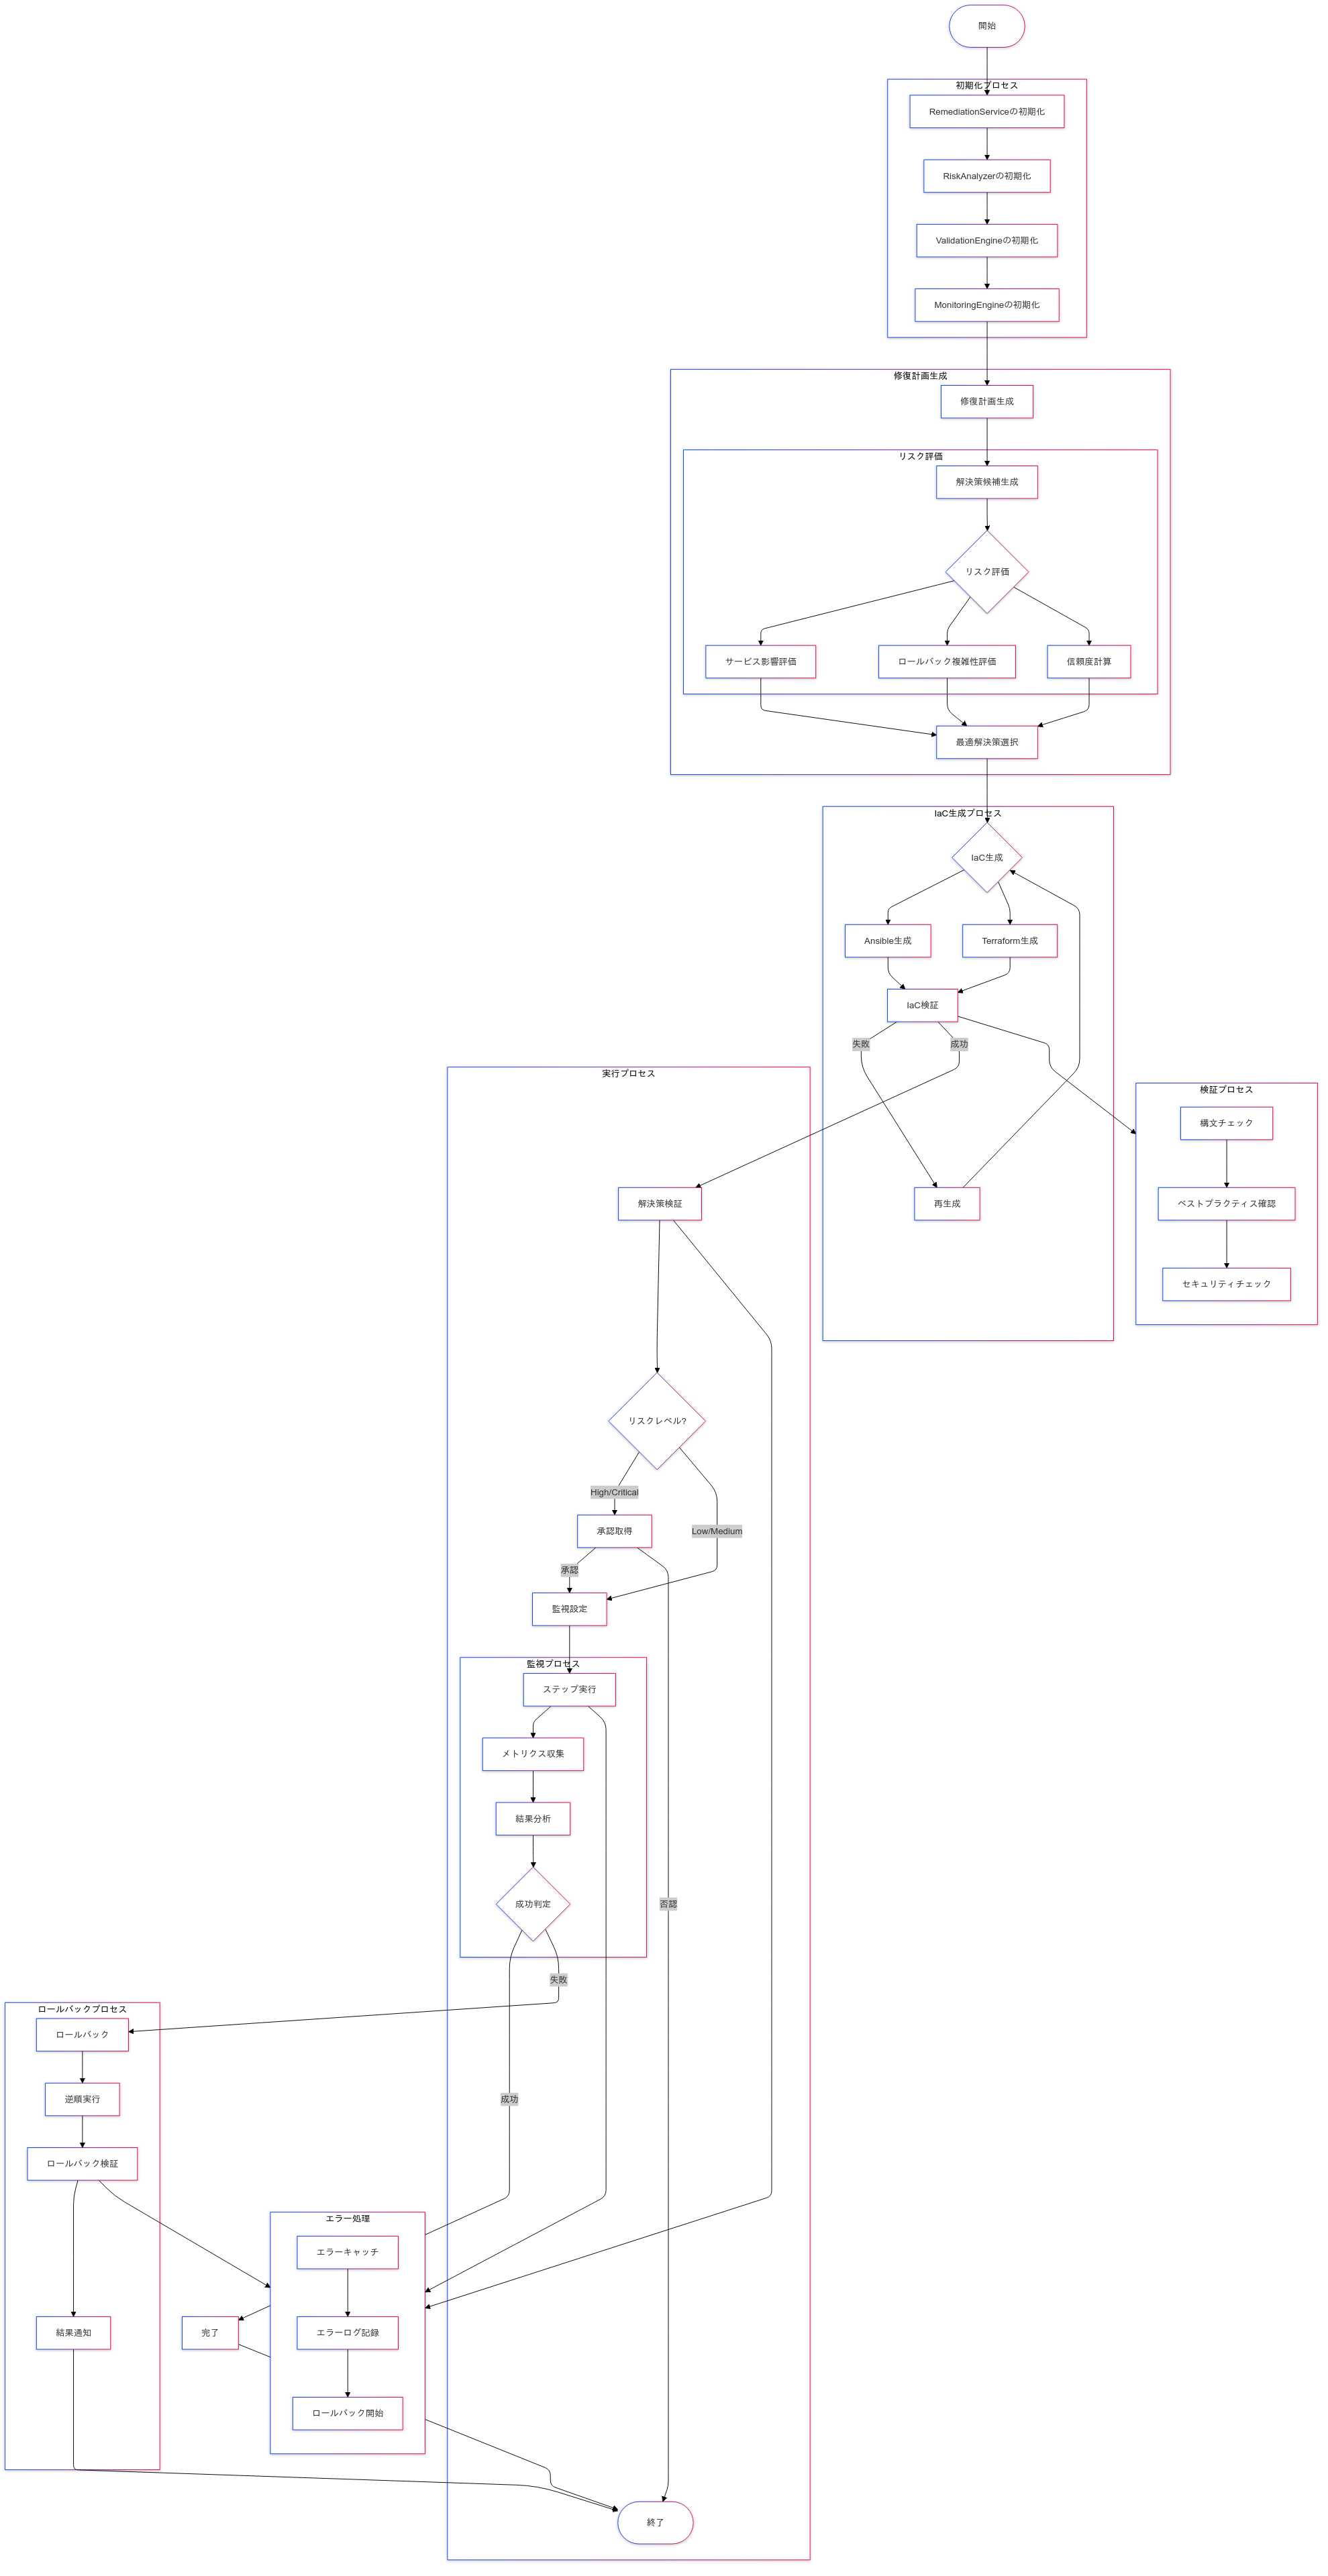 開始
初期化プロセス
RemediationServiceの初期化
RiskAnalyzerの初期化
ValidationEngineの初期化
MonitoringEngineの初期化
修復計画生成
修復計画生成
リスク評価
解決策候補生成
リスク評価
サービス影響評価
ロールバック複雑性評価
信頼度計算
最適解決策選択
IaC生成プロセス
IaC生成
Ansible生成
Terraform生成
IaC検証
失敗
成功
実行プロセス
検証プロセス
構文チェック
解決策検証
再生成
ベストプラクティス確認
セキュリティチェック
リスクレベル?
High/Critical
承認取得
Low/Medium
承認
監視設定
監視プロセス
ステップ実行
メトリクス収集
結果分析
成功判定
否認
失敗
ロールバックプロセス
ロールバック
逆順実行
成功
ロールバック検証
エラー処理
エラーキャッチ
結果通知
完了
エラーログ記録
ロールバック開始
終了